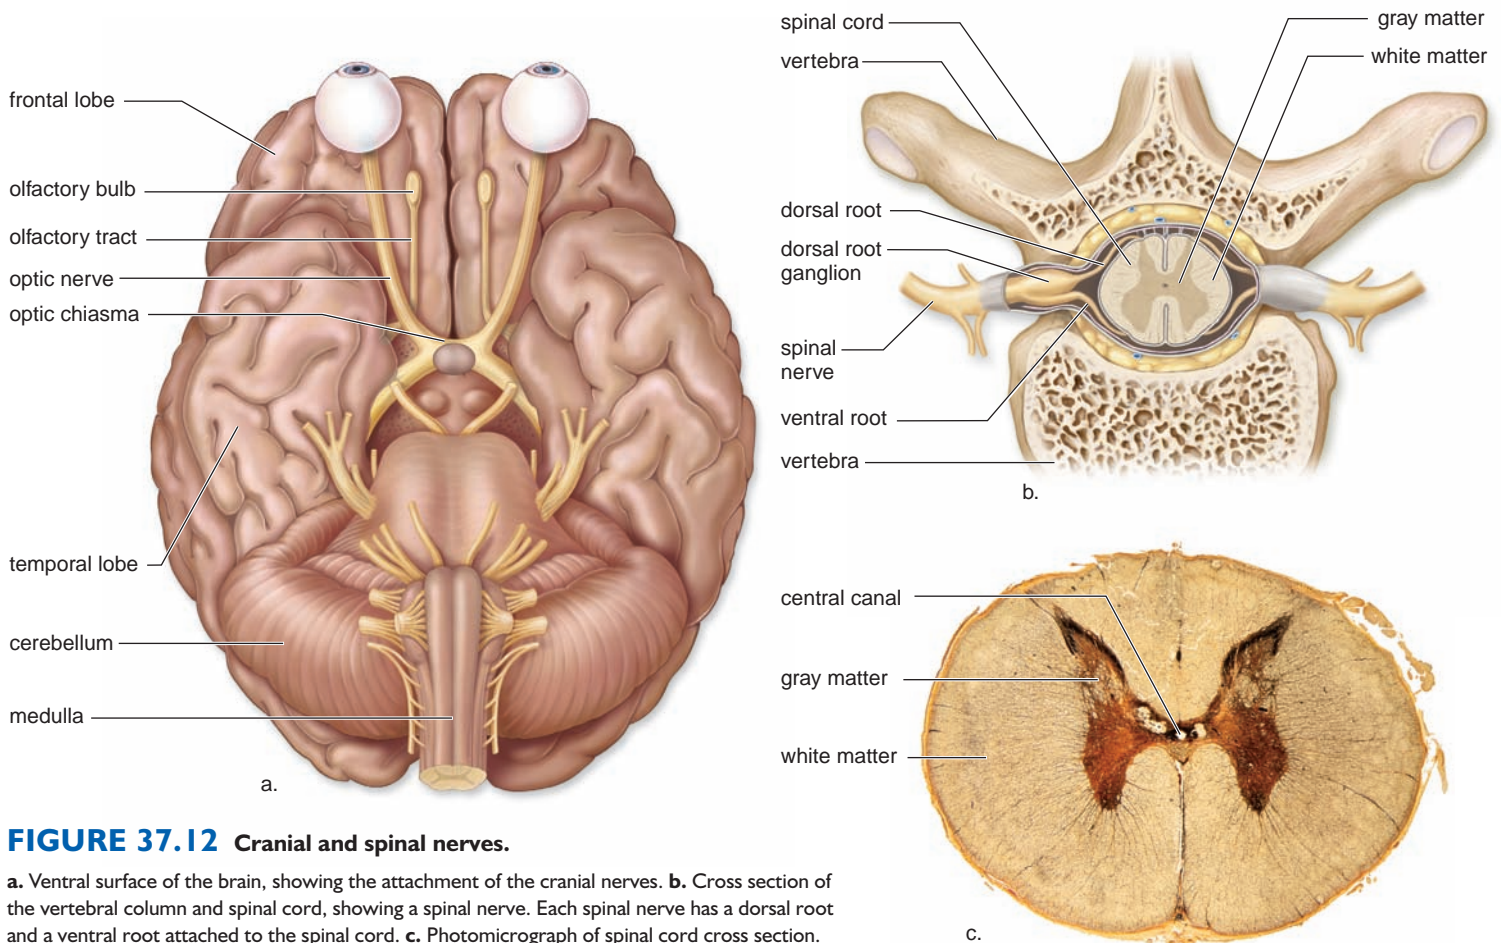 frontal lobe
olfactory bulb
olfactory tract
optic nerve
optic chiasma
temporal lobe
cerebellum
medulla
a.
spinal cord
vertebra
gray matter
white matter
dorsal root
dorsal root
ganglion
spinal
nerve
ventral root
vertebra
b.
central canal
gray matter
white matter
c.
FIGURE 37.12 Cranial and spinal nerves.
a. Ventral surface of the brain, showing the attachment of the cranial nerves. b. Cross section of
the vertebral column and spinal cord, showing a spinal nerve. Each spinal nerve has a dorsal root
and a ventral root attached to the spinal cord. c. Photomicrograph of spinal cord cross section.